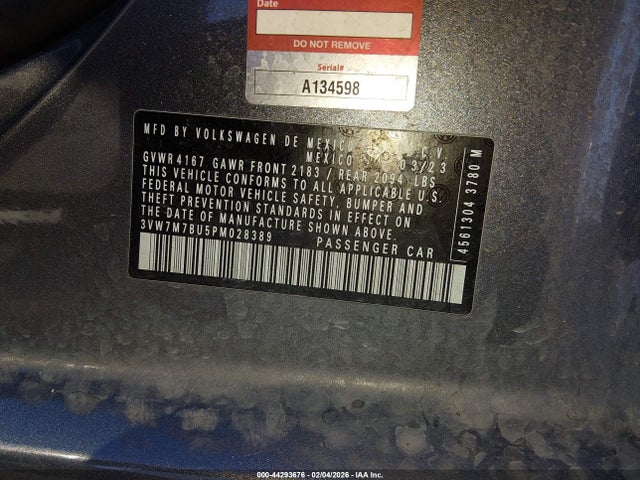 Date
DO NOT REMOVE
Serial#
A134598
MFD BY VOLKSWAGEN DE MEXICO
C.V.
MEXICO 03/23
GVWR 4167 GAWR FRONT 2183 / REAR 2094 LBS
THIS VEHICLE CONFORMS TO ALL APPLICABLE U.S.
FEDERAL MOTOR VEHICLE SAFETY, BUMPER AND
THEFT PREVENTION STANDARDS IN EFFECT ON
THE DATE OF MANUFACTURE SHOWN ABOVE.
3VW7M7BU5PM028389 PASSENGER CAR
4561304 3780 M
000-44293676 - 02/04/2026 - IAA Inc.